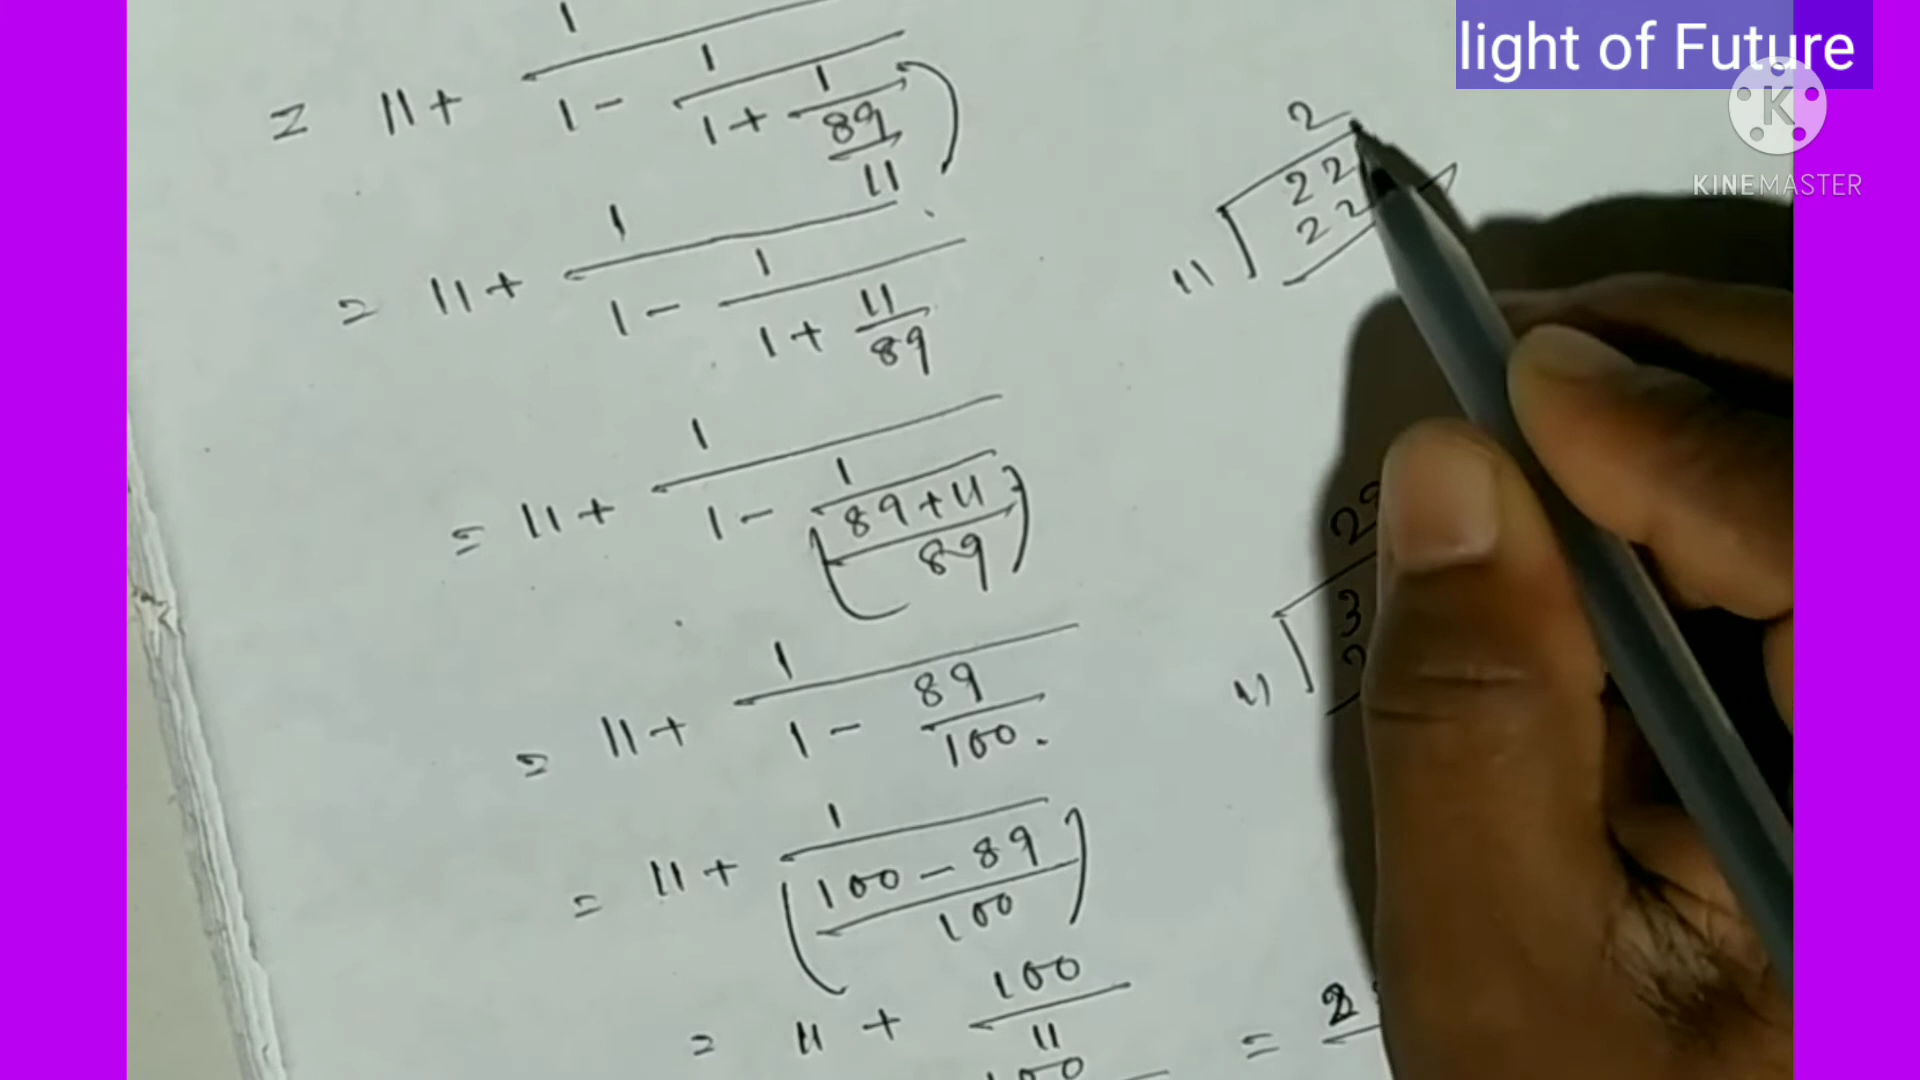 light of Future
KINEMASTER
= 11 + 1 / (1 - 1 / (1 + 1 / (89 / 11)))
= 11 + 1 / (1 - 1 / (1 + 11 / 89))
= 11 + 1 / (1 - 1 / ((89 + 11) / 89))
= 11 + 1 / (1 - 89 / 100)
= 11 + 1 / ((100 - 89) / 100)
= 11 + 100 / 11
=
2
11 22
22
11